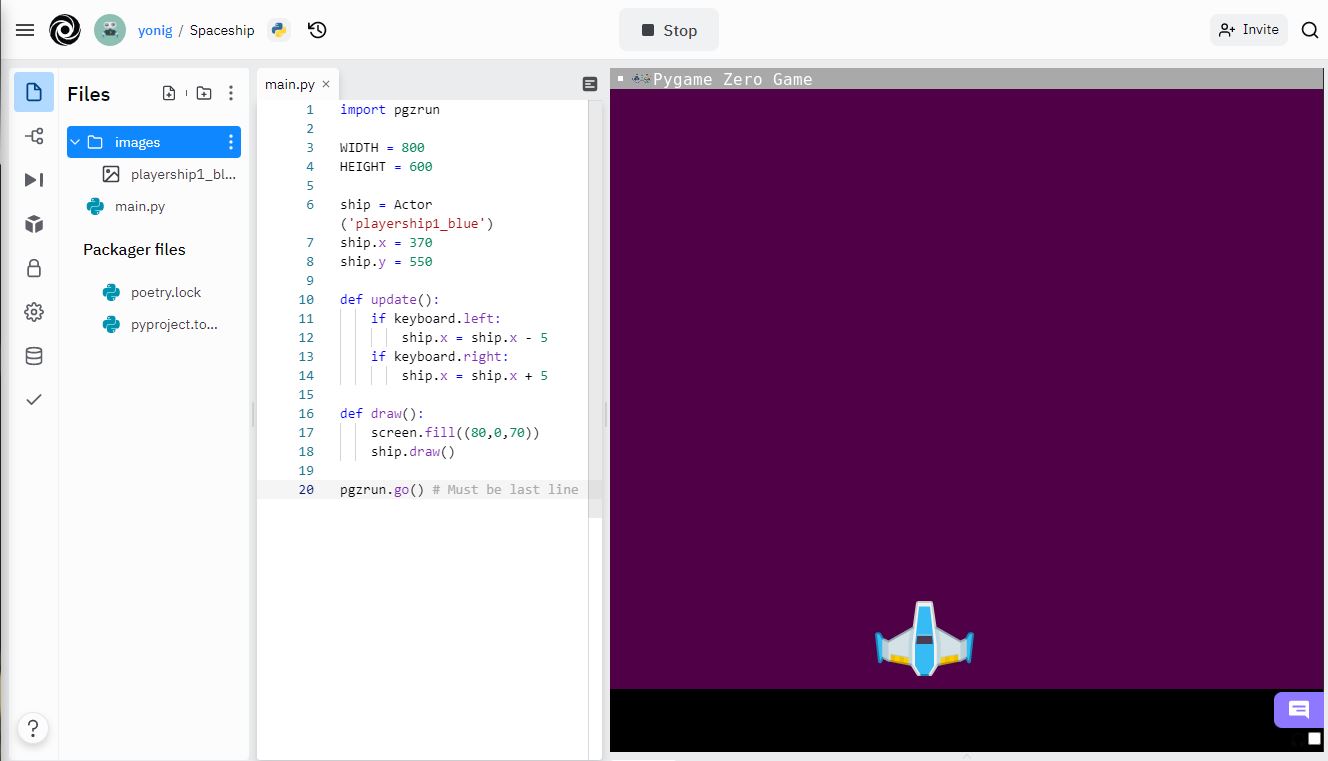 yonig / Spaceship
Stop
Invite
Files
images
playership1_bl...
main.py
Packager files
poetry.lock
pyproject.to...
?
main.py ×
1 import pgzrun
2
3 WIDTH = 800
4 HEIGHT = 600
5
6 ship = Actor
('playership1_blue')
7 ship.x = 370
8 ship.y = 550
9
10 def update():
11 if keyboard.left:
12 ship.x = ship.x - 5
13 if keyboard.right:
14 ship.x = ship.x + 5
15
16 def draw():
17 screen.fill((80,0,70))
18 ship.draw()
19
20 pgzrun.go() # Must be last line
Pygame Zero Game